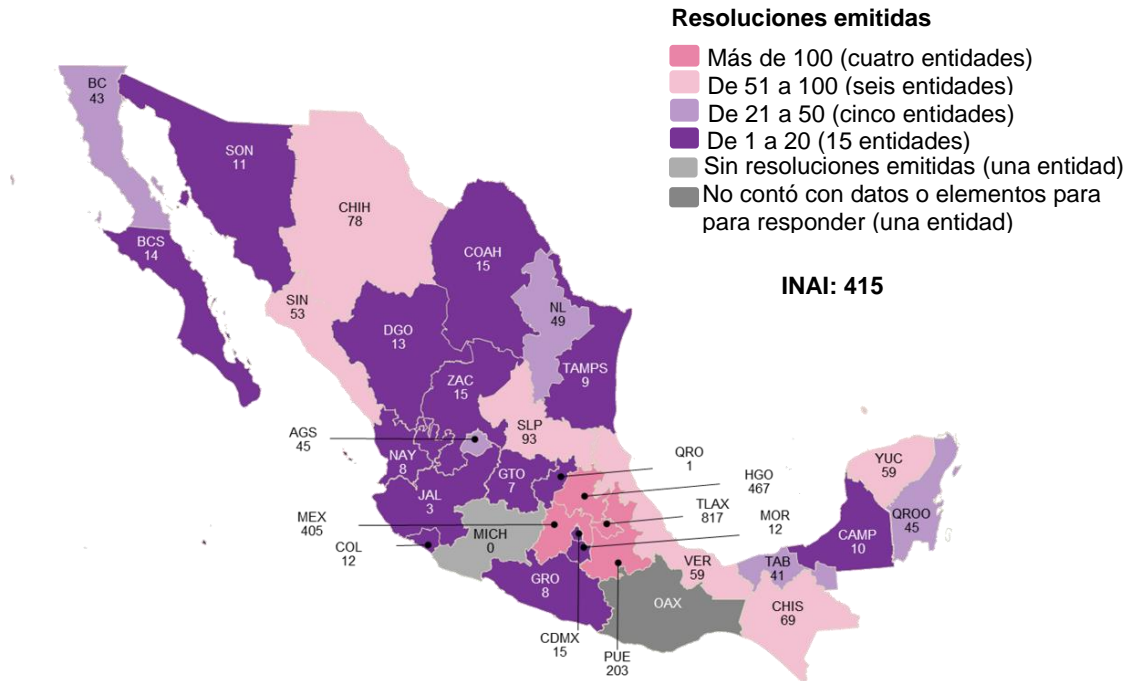 Resoluciones emitidas
Más de 100 (cuatro entidades)
De 51 a 100 (seis entidades)
De 21 a 50 (cinco entidades)
De 1 a 20 (15 entidades)
Sin resoluciones emitidas (una entidad)
No contó con datos o elementos para
para responder (una entidad)
INAI: 415
BC
43
SON
11
CHIH
78
BCS
14
COAH
15
SIN
53
NL
49
DGO
13
TAMPS
9
ZAC
15
SLP
93
AGS
45
NAY
8
GTO
7
QRO
1
HGO
467
YUC
59
JAL
3
TLAX
817
MEX
405
MICH
0
MOR
12
CAMP
10
QROO
45
COL
12
VER
59
TAB
41
GRO
8
OAX
CHIS
69
CDMX
15
PUE
203